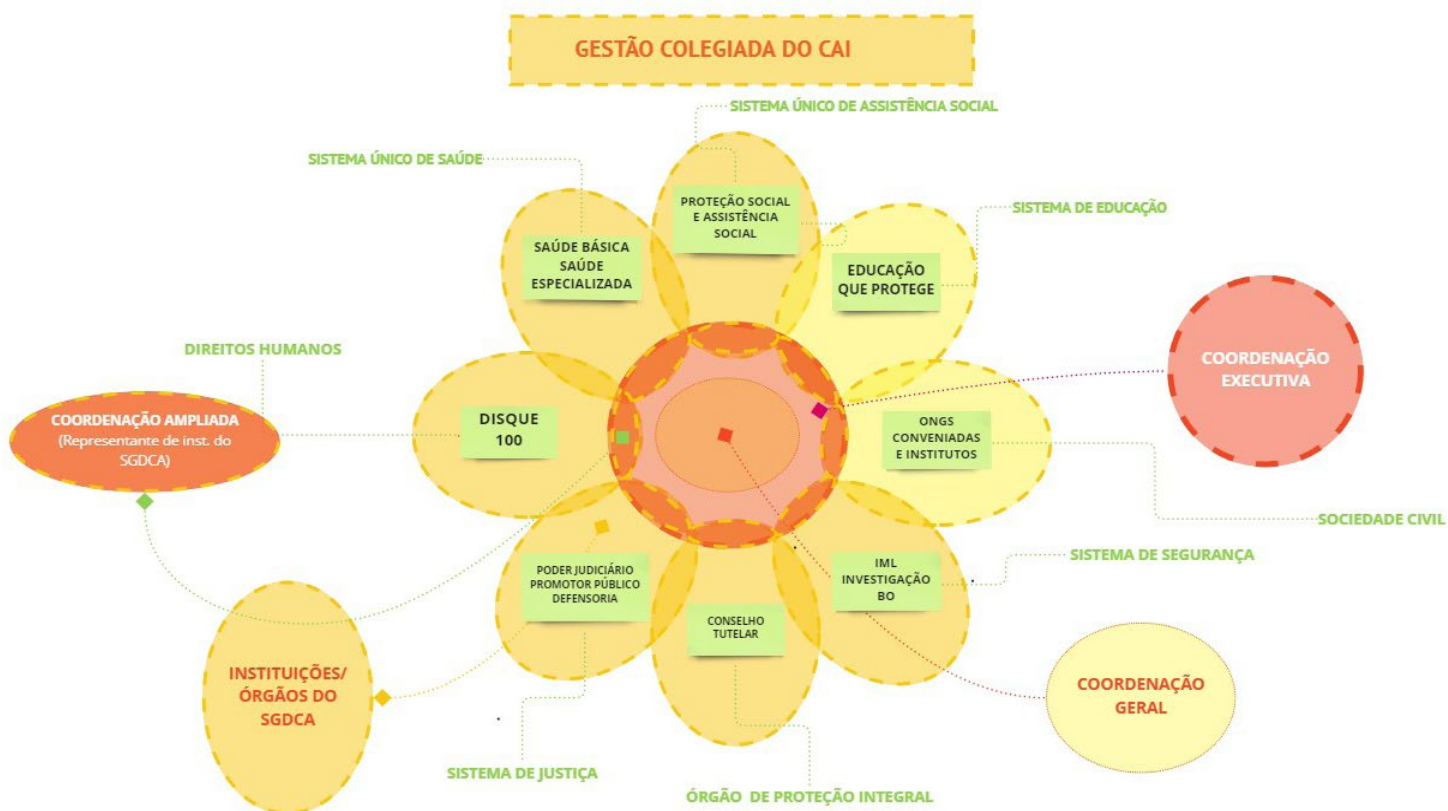 GESTÃO COLEGIADA DO CAI
SISTEMA ÚNICO DE ASSISTÊNCIA SOCIAL
SISTEMA ÚNICO DE SAÚDE
PROTEÇÃO SOCIAL
E ASSISTÊNCIA
SOCIAL
SISTEMA DE EDUCAÇÃO
SAÚDE BÁSICA
SAÚDE
ESPECIALIZADA
EDUCAÇÃO
QUE PROTEGE
DIREITOS HUMANOS
COORDENAÇÃO
EXECUTIVA
COORDENAÇÃO AMPLIADA
(Representante de inst. do
SGDCA)
DISQUE
100
ONGS
CONVENIADAS
E INSTITUTOS
SOCIEDADE CIVIL
SISTEMA DE SEGURANÇA
PODER JUDICIÁRIO
PROMOTOR PÚBLICO
DEFENSORIA
IML
INVESTIGAÇÃO
BO
CONSELHO
TUTELAR
INSTITUIÇÕES/
ÓRGÃOS DO
SGDCA
COORDENAÇÃO
GERAL
SISTEMA DE JUSTIÇA
ÓRGÃO DE PROTEÇÃO INTEGRAL